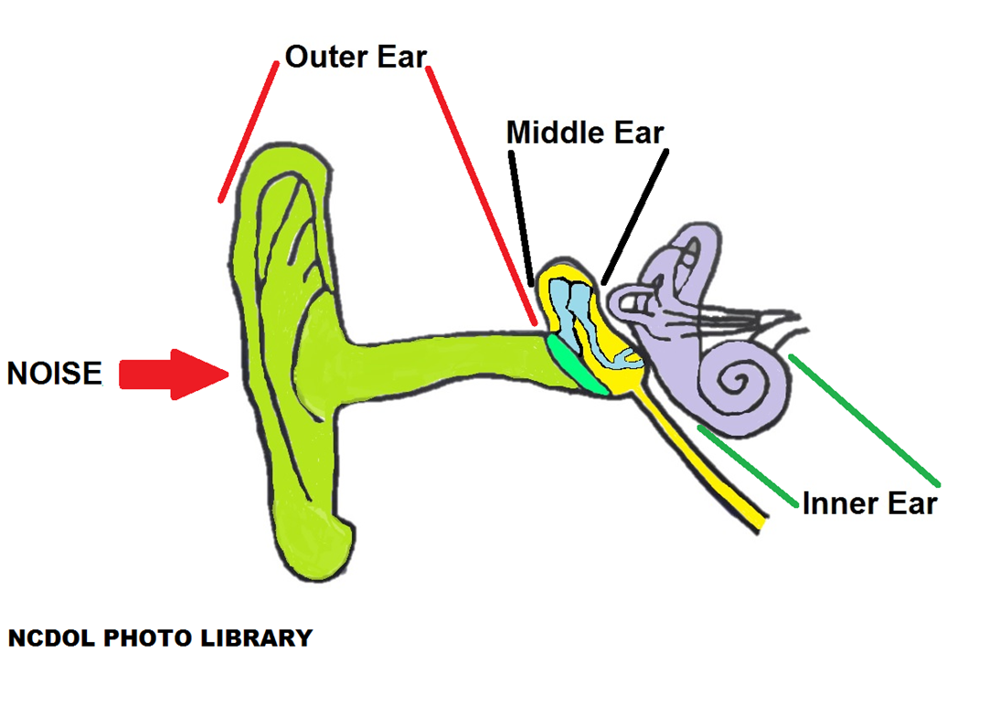 Outer Ear
Middle Ear
NOISE
Inner Ear
NCDOL PHOTO LIBRARY